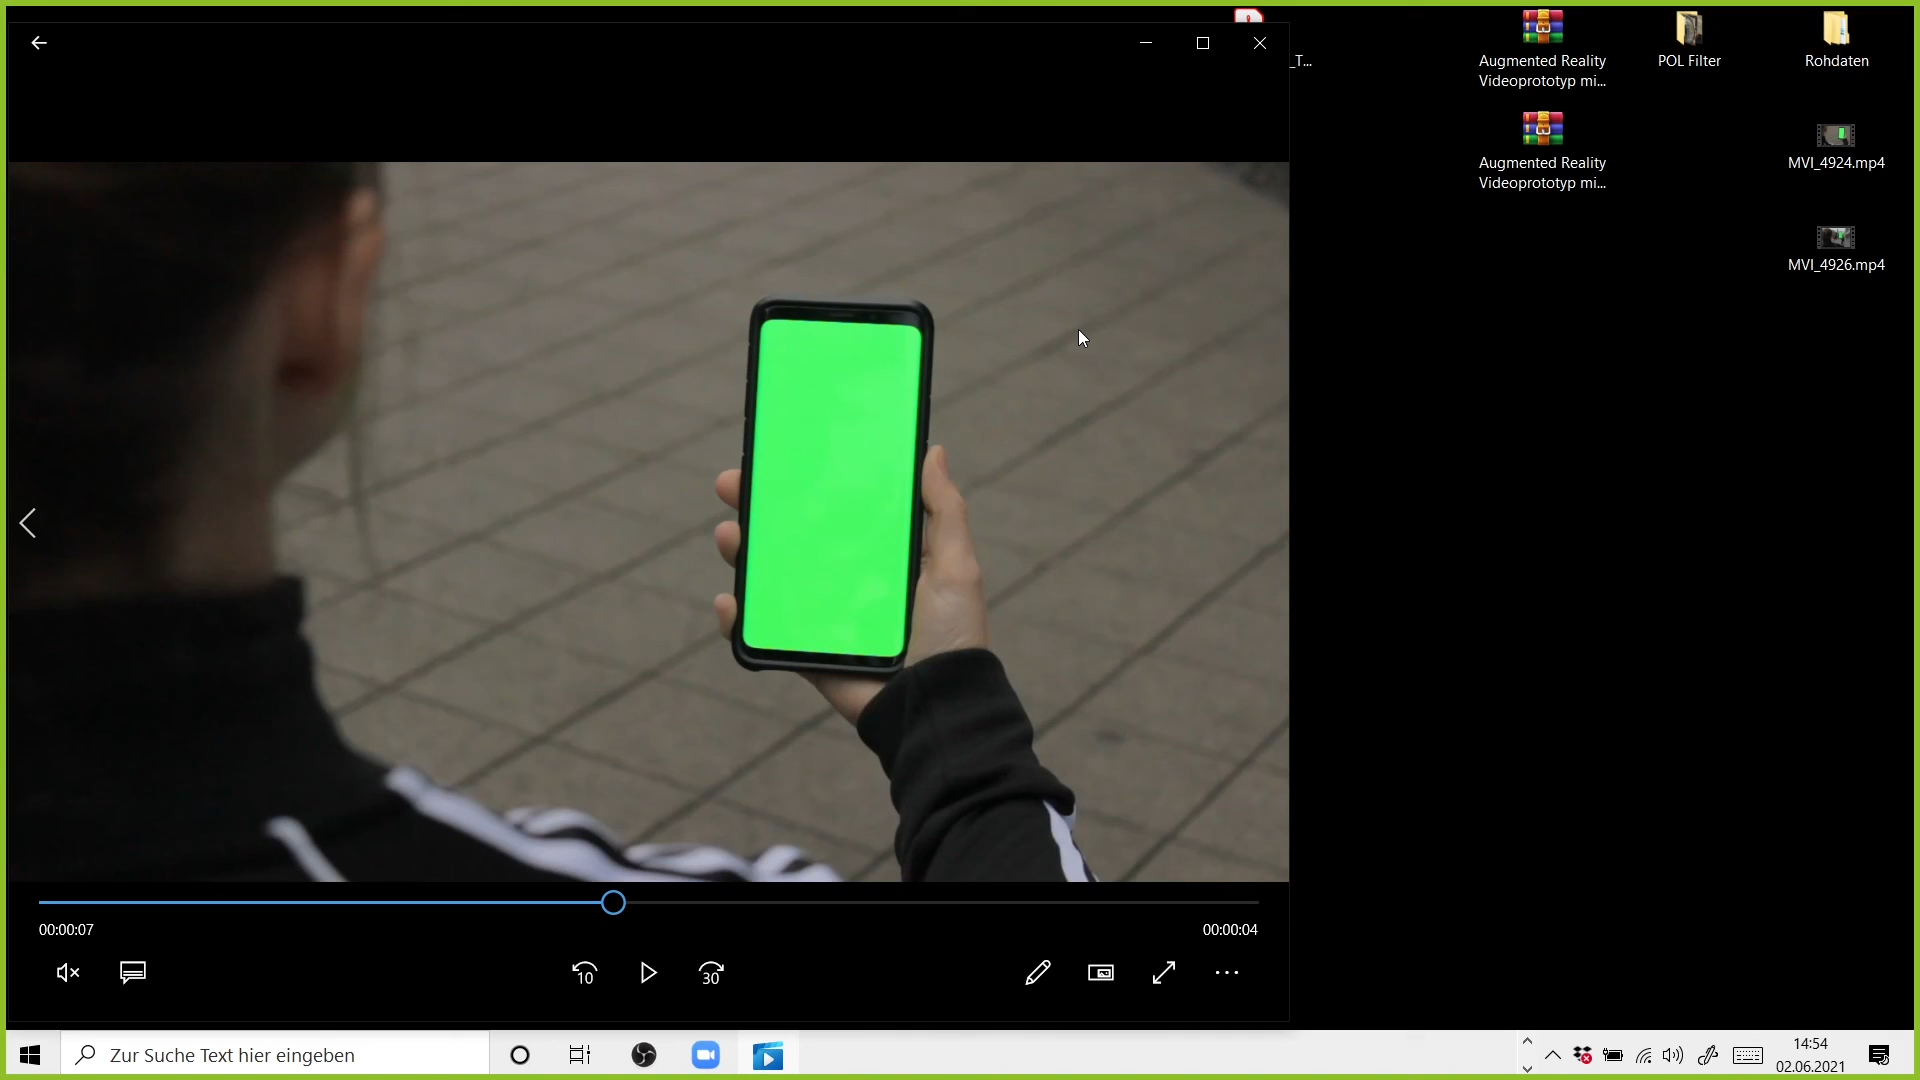 _T...
Augmented Reality
Videoprototyp mi...
POL Filter
Rohdaten
Augmented Reality
Videoprototyp mi...
MVI_4924.mp4
MVI_4926.mp4
00:00:07
00:00:04
10
30
Zur Suche Text hier eingeben
14:54
02.06.2021